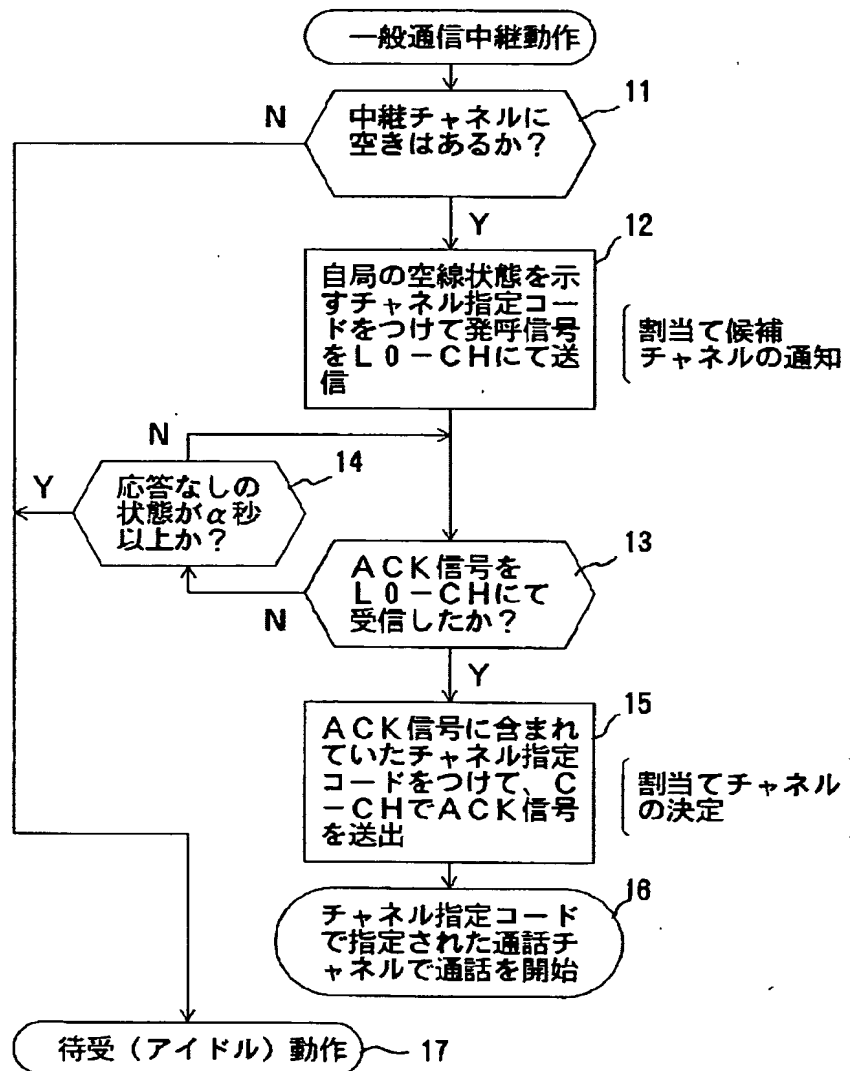 一般通信中継動作
11
N
中継チャネルに
空きはあるか？
Y
12
自局の空線状態を示
すチャネル指定コー
ドをつけて発呼信号
をL0－CHにて送
信
割当て候補
チャネルの通知
N
14
Y
応答なしの
状態がα秒
以上か？
13
ACK信号を
L0－CHにて
受信したか？
N
Y
15
ACK信号に含まれ
ていたチャネル指定
コードをつけて、C
－CHでACK信号
を送出
割当てチャネル
の決定
16
チャネル指定コード
で指定された通話チ
ャネルで通話を開始
待受（アイドル）動作
17